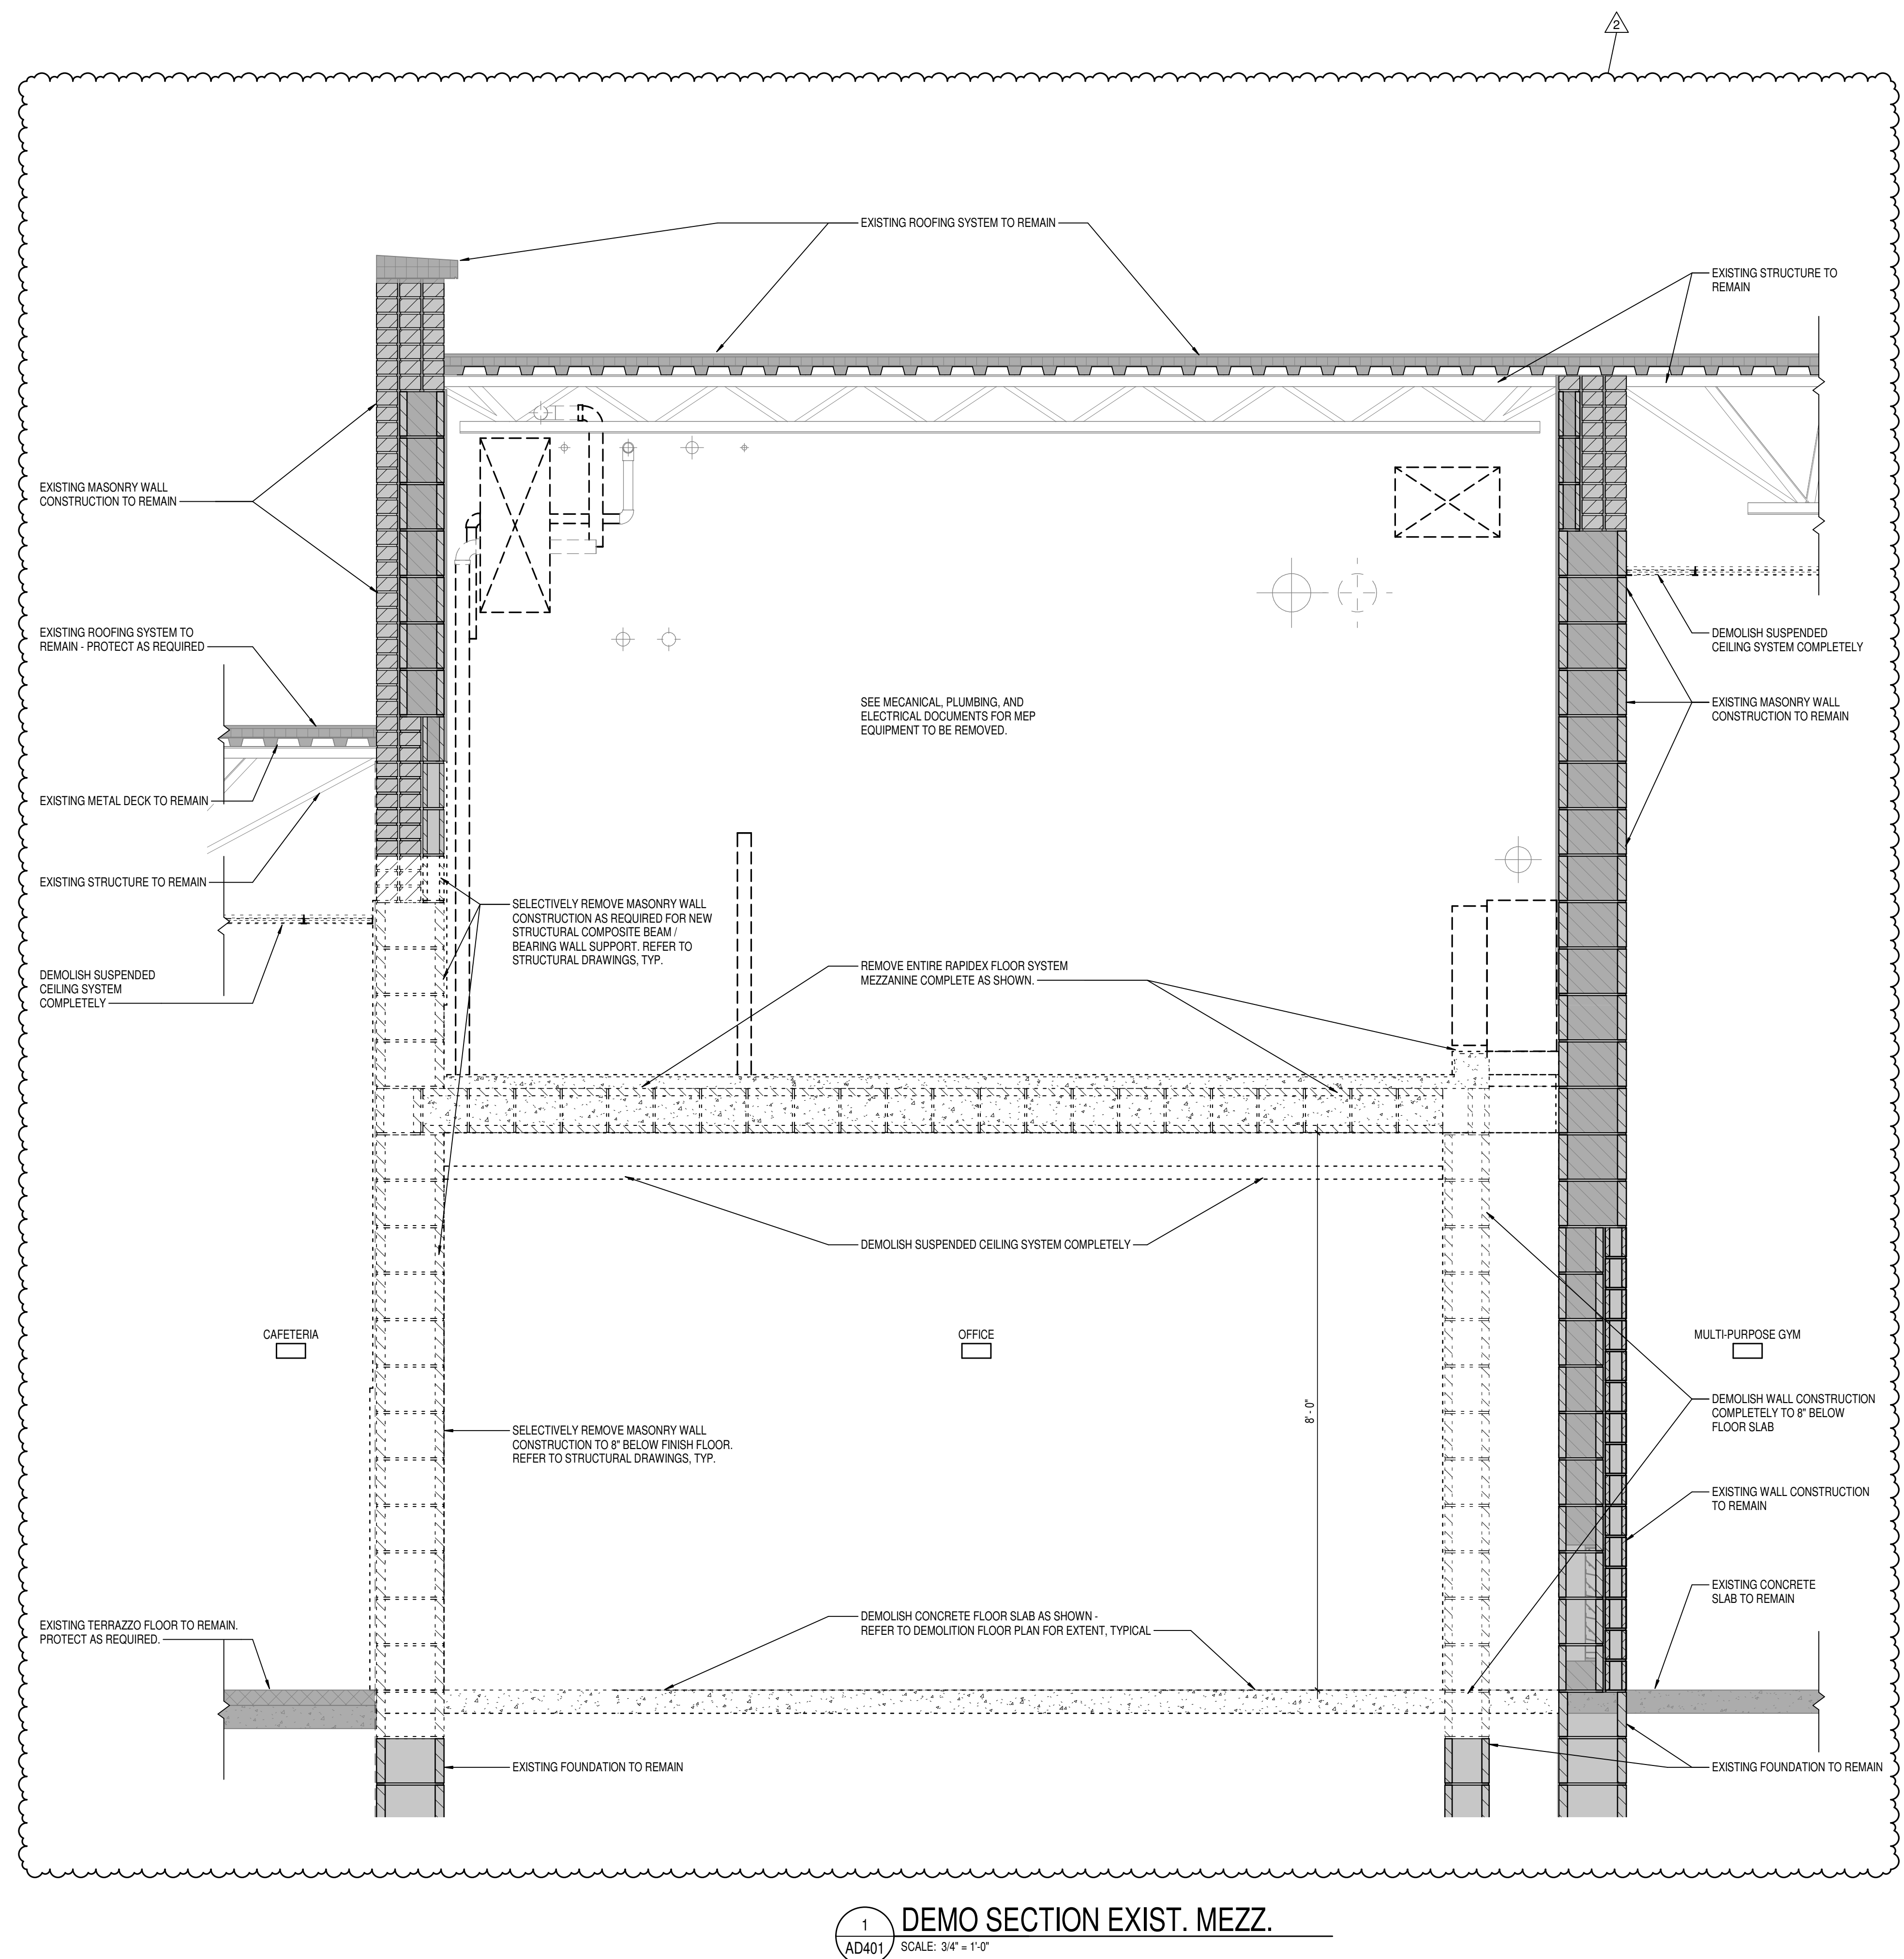 2
EXISTING ROOFING SYSTEM TO REMAIN
EXISTING STRUCTURE TO
REMAIN
EXISTING MASONRY WALL
CONSTRUCTION TO REMAIN
EXISTING ROOFING SYSTEM TO
REMAIN - PROTECT AS REQUIRED
DEMOLISH SUSPENDED
CEILING SYSTEM COMPLETELY
SEE MECANICAL, PLUMBING, AND
ELECTRICAL DOCUMENTS FOR MEP
EQUIPMENT TO BE REMOVED.
EXISTING MASONRY WALL
CONSTRUCTION TO REMAIN
EXISTING METAL DECK TO REMAIN
EXISTING STRUCTURE TO REMAIN
SELECTIVELY REMOVE MASONRY WALL
CONSTRUCTION AS REQUIRED FOR NEW
STRUCTURAL COMPOSITE BEAM /
BEARING WALL SUPPORT. REFER TO
STRUCTURAL DRAWINGS, TYP.
DEMOLISH SUSPENDED
CEILING SYSTEM
COMPLETELY
REMOVE ENTIRE RAPIDEX FLOOR SYSTEM
MEZZANINE COMPLETE AS SHOWN.
DEMOLISH SUSPENDED CEILING SYSTEM COMPLETELY
CAFETERIA
OFFICE
MULTI-PURPOSE GYM
8' - 0"
DEMOLISH WALL CONSTRUCTION
COMPLETELY TO 8" BELOW
FLOOR SLAB
SELECTIVELY REMOVE MASONRY WALL
CONSTRUCTION TO 8" BELOW FINISH FLOOR.
REFER TO STRUCTURAL DRAWINGS, TYP.
EXISTING WALL CONSTRUCTION
TO REMAIN
EXISTING CONCRETE
SLAB TO REMAIN
EXISTING TERRAZZO FLOOR TO REMAIN.
PROTECT AS REQUIRED.
DEMOLISH CONCRETE FLOOR SLAB AS SHOWN -
REFER TO DEMOLITION FLOOR PLAN FOR EXTENT, TYPICAL
EXISTING FOUNDATION TO REMAIN
EXISTING FOUNDATION TO REMAIN
1
AD401
DEMO SECTION EXIST. MEZZ.
SCALE: 3/4" = 1'-0"